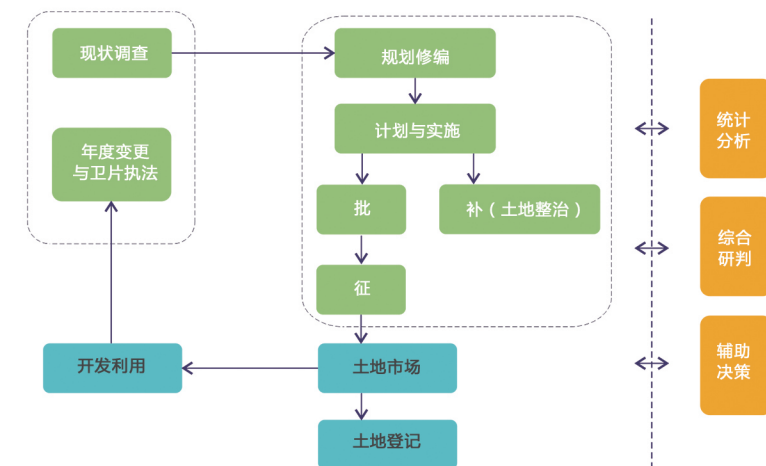 现状调查
规划修编
计划与实施
年度变更
与卫片执法
批
补（土地整治）
征
开发利用
土地市场
土地登记
统计
分析
综合
研判
辅助
决策